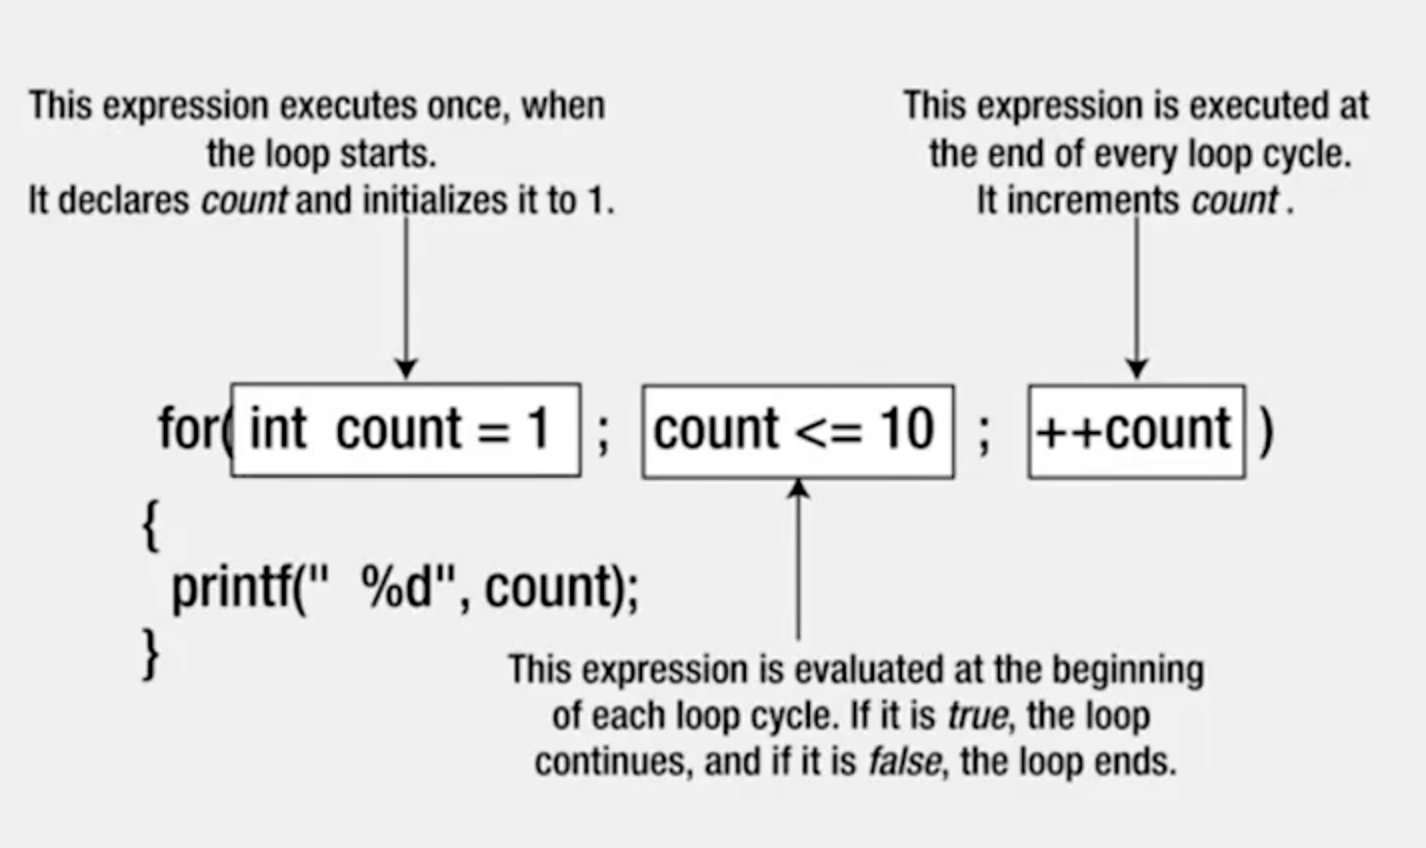 This expression executes once, when
the loop starts.
It declares count and initializes it to 1.
This expression is executed at
the end of every loop cycle.
It increments count .
for( int  count = 1 ; count <= 10 ; ++count )
{
printf("  %d", count);
}
This expression is evaluated at the beginning
of each loop cycle. If it is true, the loop
continues, and if it is false, the loop ends.